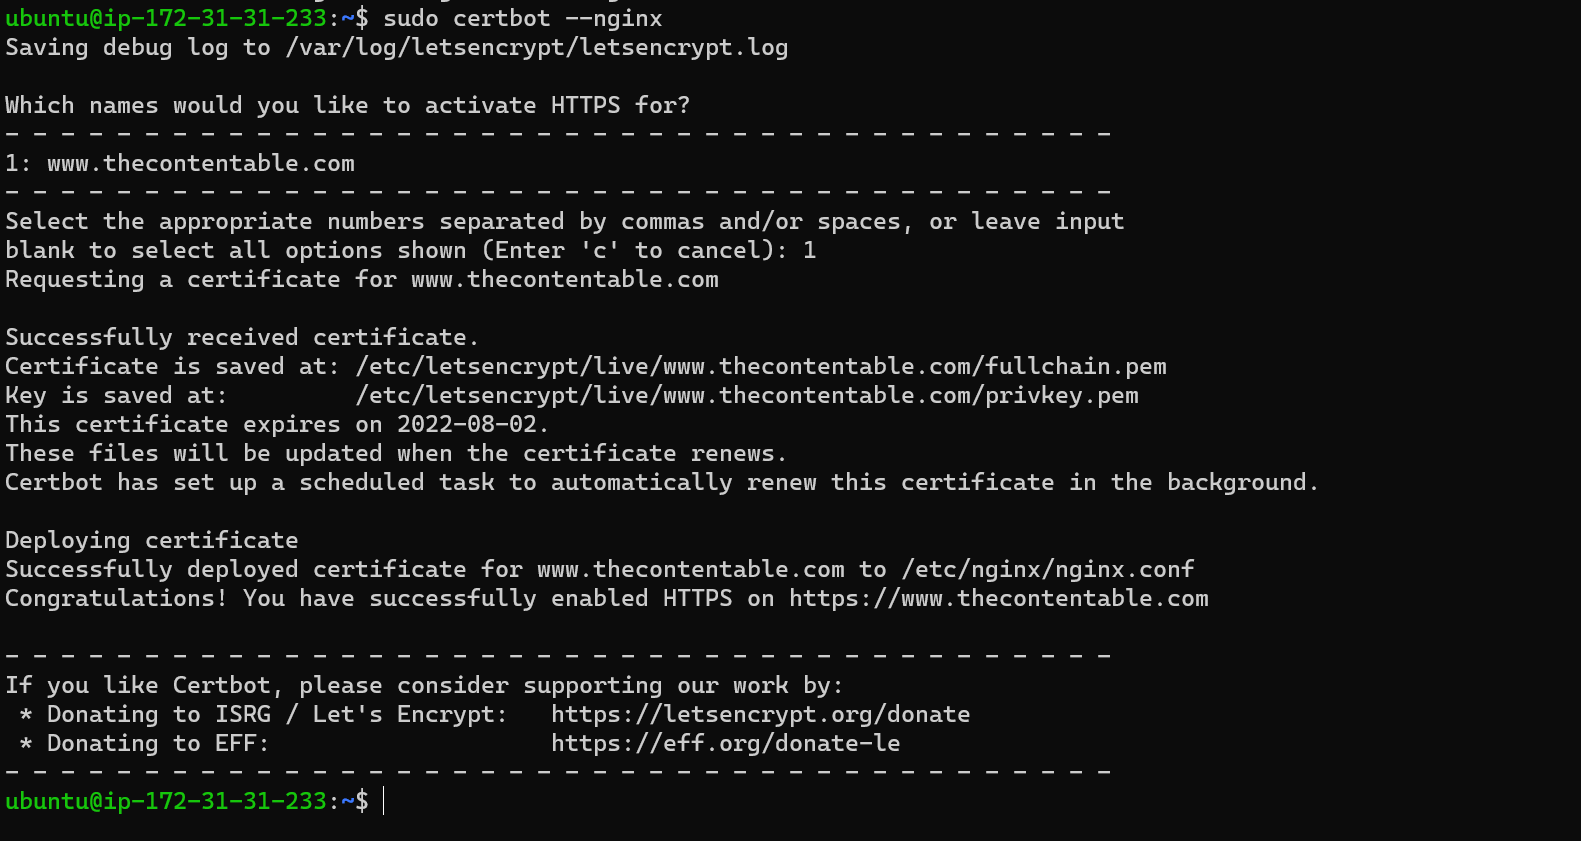 ubuntu@ip-172-31-31-233:~$ sudo certbot --nginx
Saving debug log to /var/log/letsencrypt/letsencrypt.log
Which names would you like to activate HTTPS for?
- - - - - - - - - - - - - - - - - - - - - - - - - - - - - - - - - - - - - - - -
1: www.thecontentable.com
- - - - - - - - - - - - - - - - - - - - - - - - - - - - - - - - - - - - - - - -
Select the appropriate numbers separated by commas and/or spaces, or leave input
blank to select all options shown (Enter 'c' to cancel): 1
Requesting a certificate for www.thecontentable.com
Successfully received certificate.
Certificate is saved at: /etc/letsencrypt/live/www.thecontentable.com/fullchain.pem
Key is saved at:         /etc/letsencrypt/live/www.thecontentable.com/privkey.pem
This certificate expires on 2022-08-02.
These files will be updated when the certificate renews.
Certbot has set up a scheduled task to automatically renew this certificate in the background.
Deploying certificate
Successfully deployed certificate for www.thecontentable.com to /etc/nginx/nginx.conf
Congratulations! You have successfully enabled HTTPS on https://www.thecontentable.com
- - - - - - - - - - - - - - - - - - - - - - - - - - - - - - - - - - - - - - - -
If you like Certbot, please consider supporting our work by:
 * Donating to ISRG / Let's Encrypt:   https://letsencrypt.org/donate
 * Donating to EFF:                    https://eff.org/donate-le
- - - - - - - - - - - - - - - - - - - - - - - - - - - - - - - - - - - - - - - -
ubuntu@ip-172-31-31-233:~$